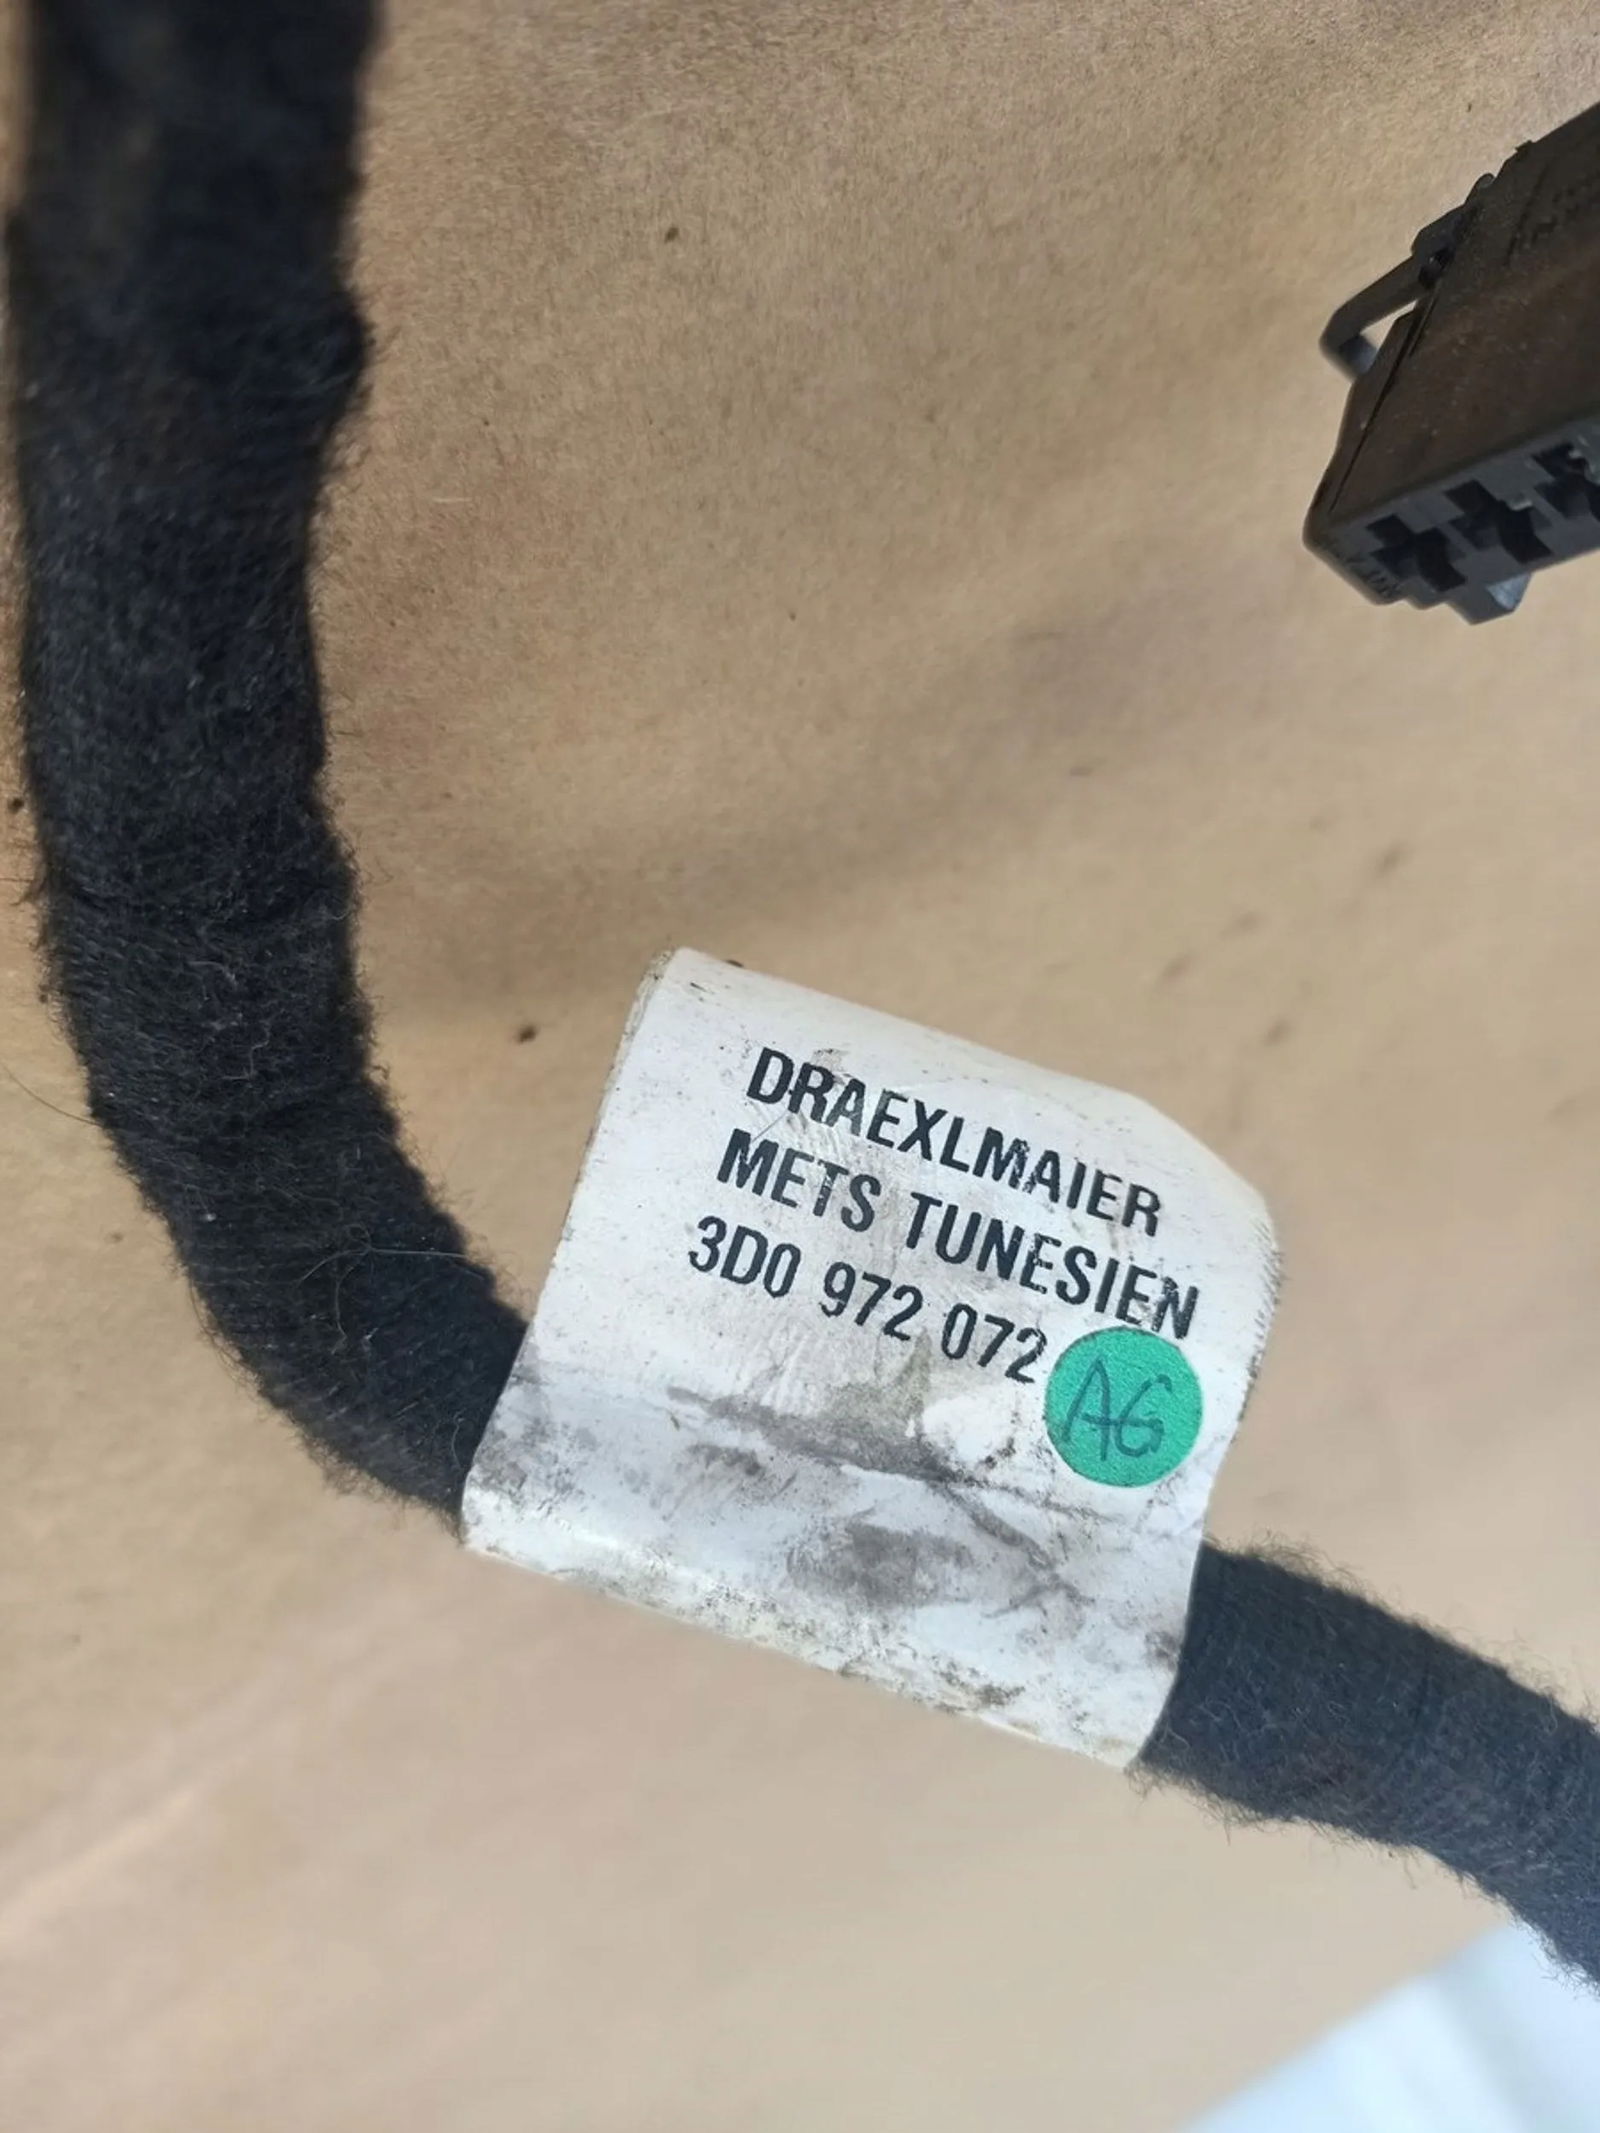 DRAEXLMAIER
METS TUNESIEN
3D0 972 072
AG